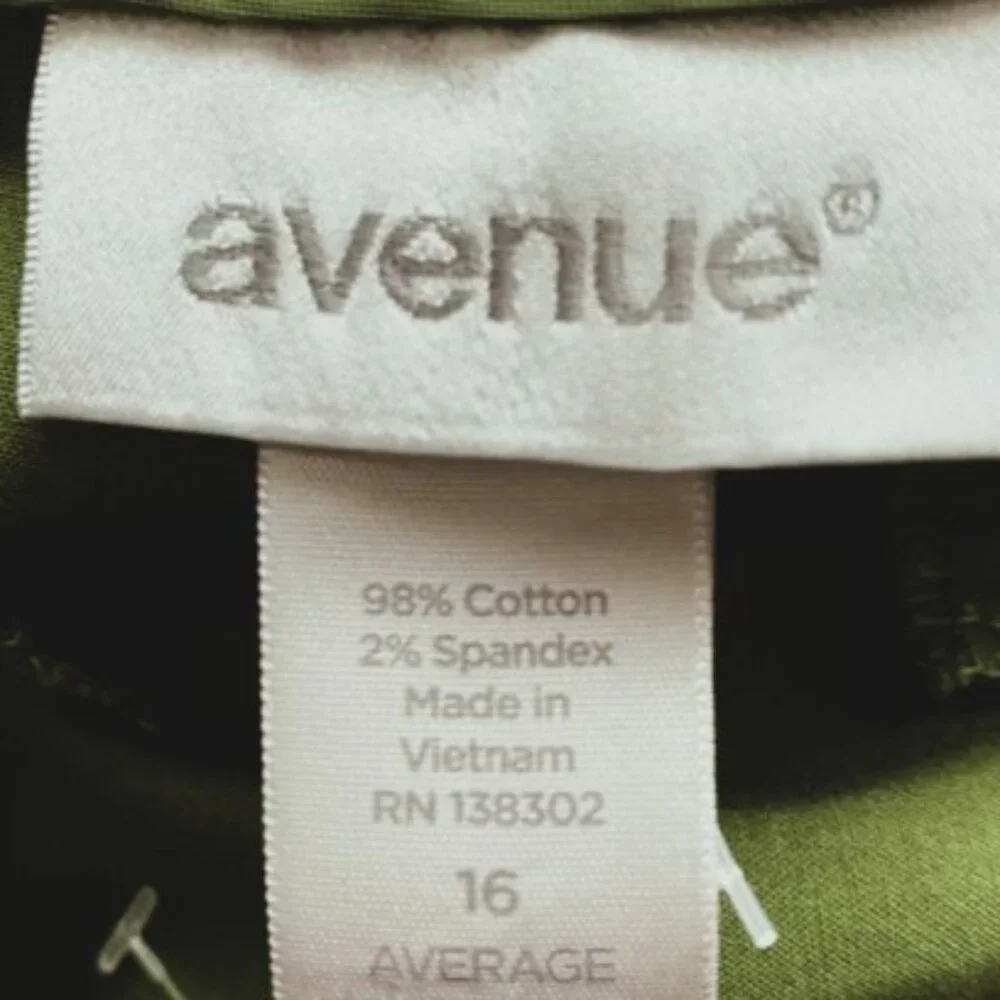 avenue®
98% Cotton
2% Spandex
Made in
Vietnam
RN 138302
16
AVERAGE